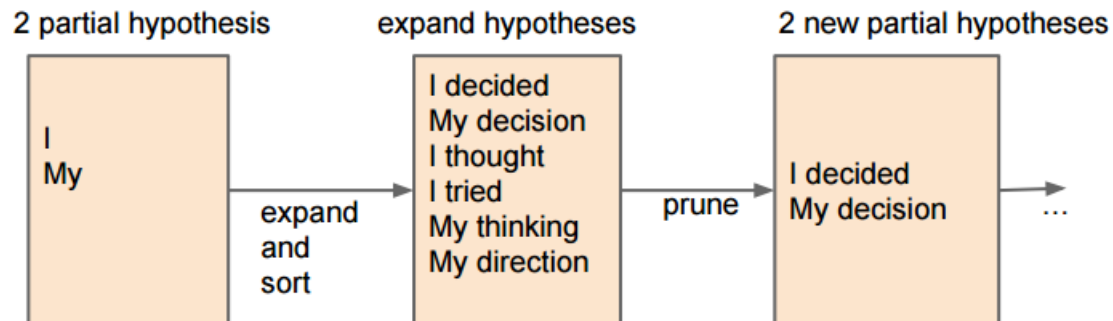 2 partial hypothesis
expand hypotheses
2 new partial hypotheses
I
My
expand
and
sort
I decided
My decision
I thought
I tried
My thinking
My direction
prune
I decided
My decision
...